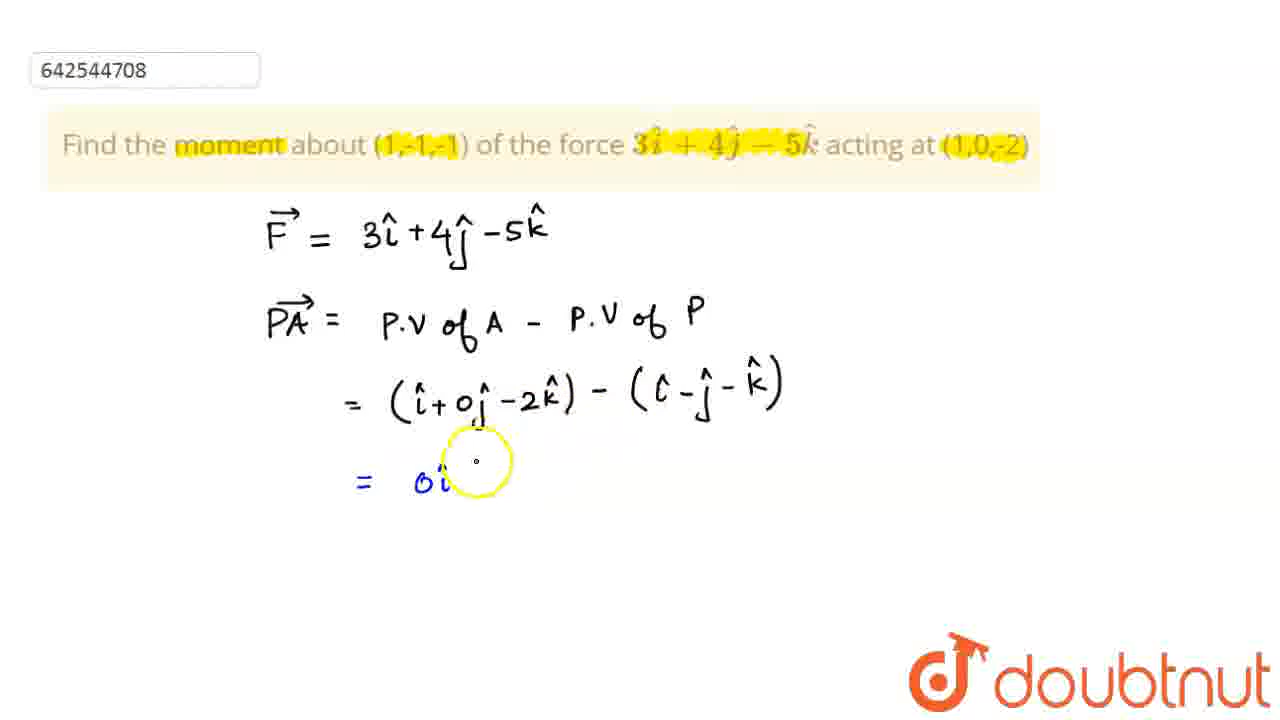 642544708
Find the moment about (1,-1,-1) of the force 3î + 4ĵ − 5k̂ acting at (1,0,-2)
F⃗ = 3î + 4ĵ - 5k̂
PA⃗ = P.V of A - P.V of P
= (î + 0ĵ - 2k̂) - (î - ĵ - k̂)
= 0î
doubtnut